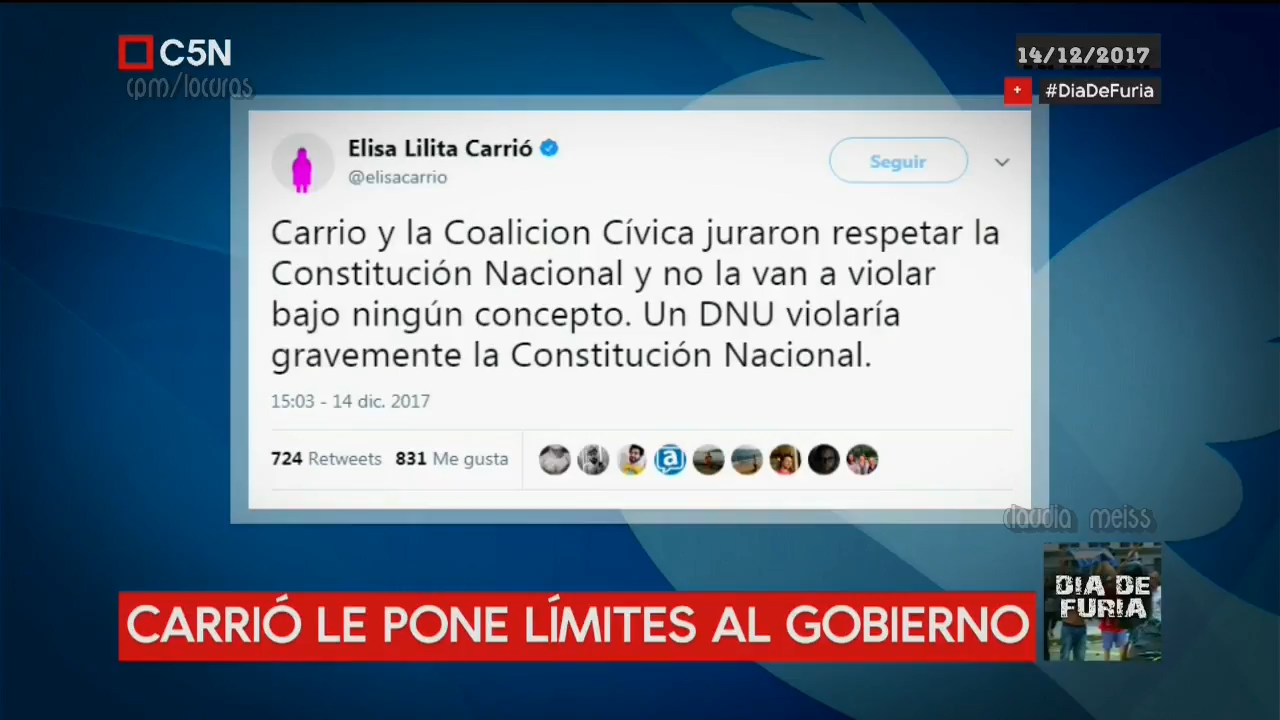 C5N
cpm/locuras
14/12/2017
+ #DiaDeFuria
Elisa Lilita Carrió
@elisacarrio
Seguir
Carrio y la Coalicion Cívica juraron respetar la
Constitución Nacional y no la van a violar
bajo ningún concepto. Un DNU violaría
gravemente la Constitución Nacional.
15:03 - 14 dic. 2017
724 Retweets 831 Me gusta
a
claudia meiss
DIA DE
FURIA
CARRIÓ LE PONE LÍMITES AL GOBIERNO